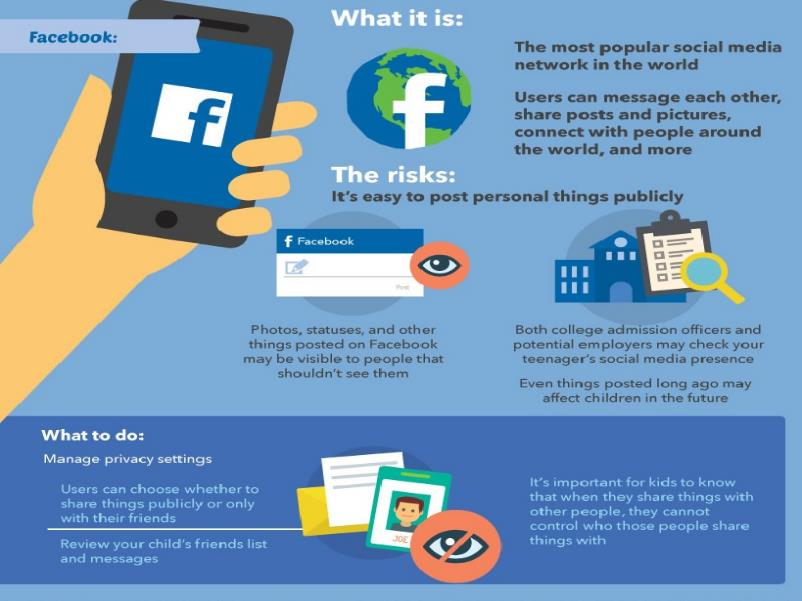 Facebook:
What it is:
The most popular social media
network in the world
Users can message each other,
share posts and pictures,
connect with people around
the world, and more
The risks:
It's easy to post personal things publicly
f Facebook
Post
Photos, statuses, and other
things posted on Facebook
may be visible to people that
shouldn't see them
Both college admission officers and
potential employers may check your
teenager's social media presence
Even things posted long ago may
affect children in the future
What to do:
Manage privacy settings
Users can choose whether to
share things publicly or only
with their friends
Review your child's friends list
and messages
JOE
It's important for kids to know
that when they share things with
other people, they cannot
control who those people share
things with